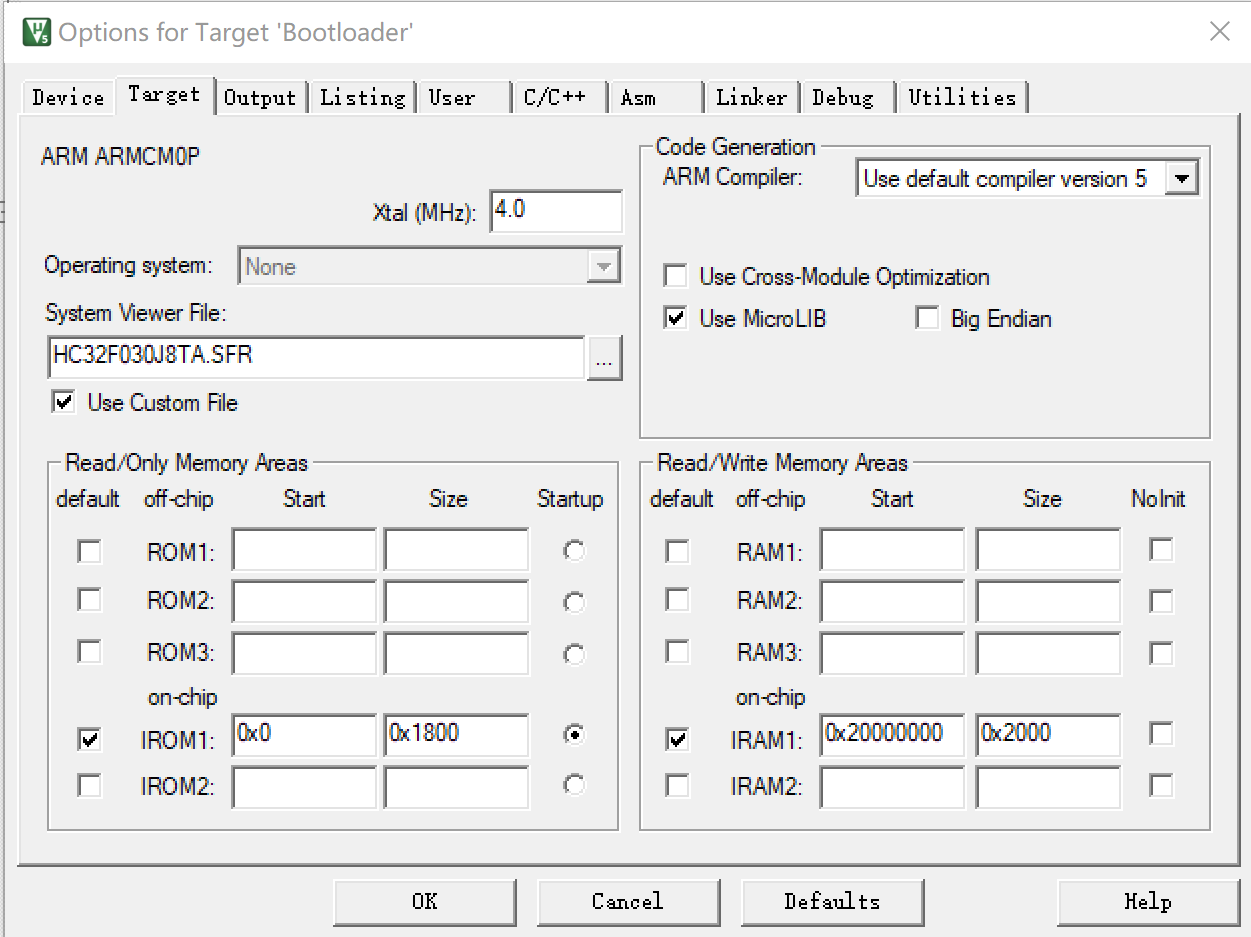 Options for Target 'Bootloader'
Device Target Output Listing User C/C++ Asm Linker Debug Utilities
ARM ARMCM0P
Xtal (MHz): 4.0
Operating system: None
System Viewer File:
HC32F030J8TA.SFR ...
Use Custom File
Code Generation
ARM Compiler: Use default compiler version 5
Use Cross-Module Optimization
Use MicroLIB Big Endian
Read/Only Memory Areas
default off-chip Start Size Startup
ROM1:
ROM2:
ROM3:
on-chip
IROM1: 0x0 0x1800
IROM2:
Read/Write Memory Areas
default off-chip Start Size NoInit
RAM1:
RAM2:
RAM3:
on-chip
IRAM1: 0x20000000 0x2000
IRAM2:
OK Cancel Defaults Help